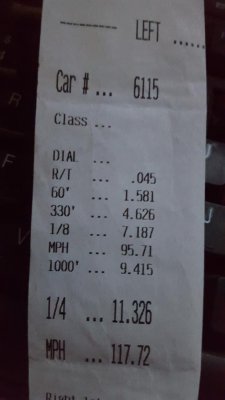 ------- LEFT ......
Car # ... 6115
Class ...
DIAL ...
R/T ... .045
60' ... 1.581
330' ... 4.626
1/8 ... 7.187
MPH ... 95.71
1000' ... 9.415
1/4 ... 11.326
MPH ... 117.72